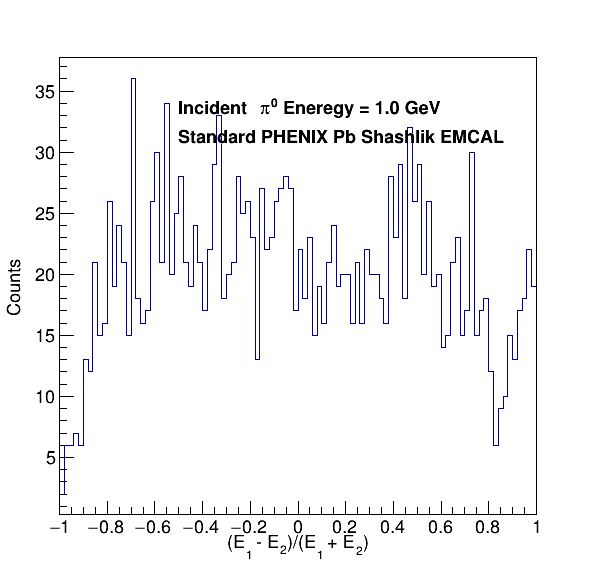 Incident π⁰ Eneregy = 1.0 GeV
Standard PHENIX Pb Shashlik EMCAL
Counts
35
30
25
20
15
10
5
−1 −0.8 −0.6 −0.4 −0.2 0 0.2 0.4 0.6 0.8 1
(E₁ - E₂)/(E₁ + E₂)